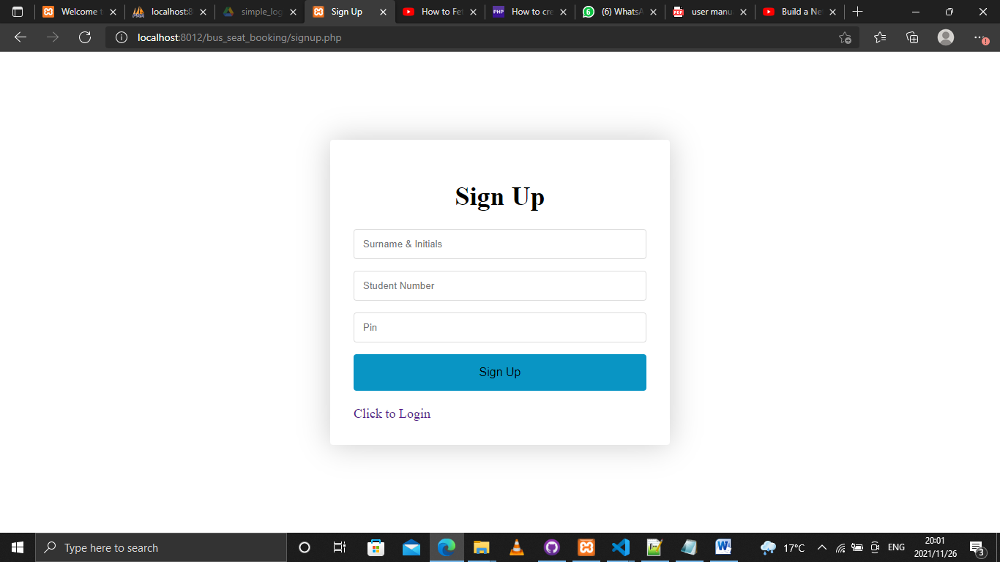 Welcome t
localhost:8
simple_log
Sign Up
How to Fet
How to cre
(6) WhatsA
user manu
Build a Ne
localhost:8012/bus_seat_booking/signup.php
Sign Up
Surname & Initials
Student Number
Pin
Sign Up
Click to Login
Type here to search
17°C
ENG
20:01
2021/11/26
3